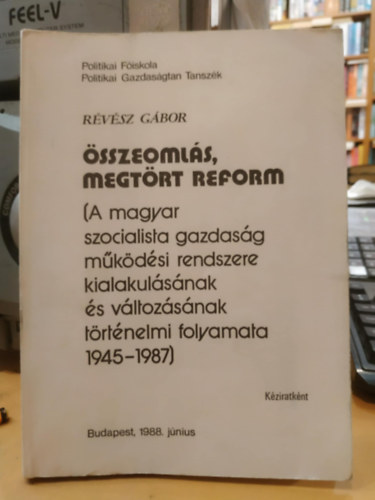 FEEL-V
Politikai Főiskola
Politikai Gazdaságtan Tanszék
RÉVÉSZ GÁBOR
ÖSSZEOMLÁS,
MEGTÖRT REFORM
(A magyar
szocialista gazdaság
működési rendszere
kialakulásának
és változásának
történelmi folyamata
1945-1987)
Kéziratként
Budapest, 1988. június